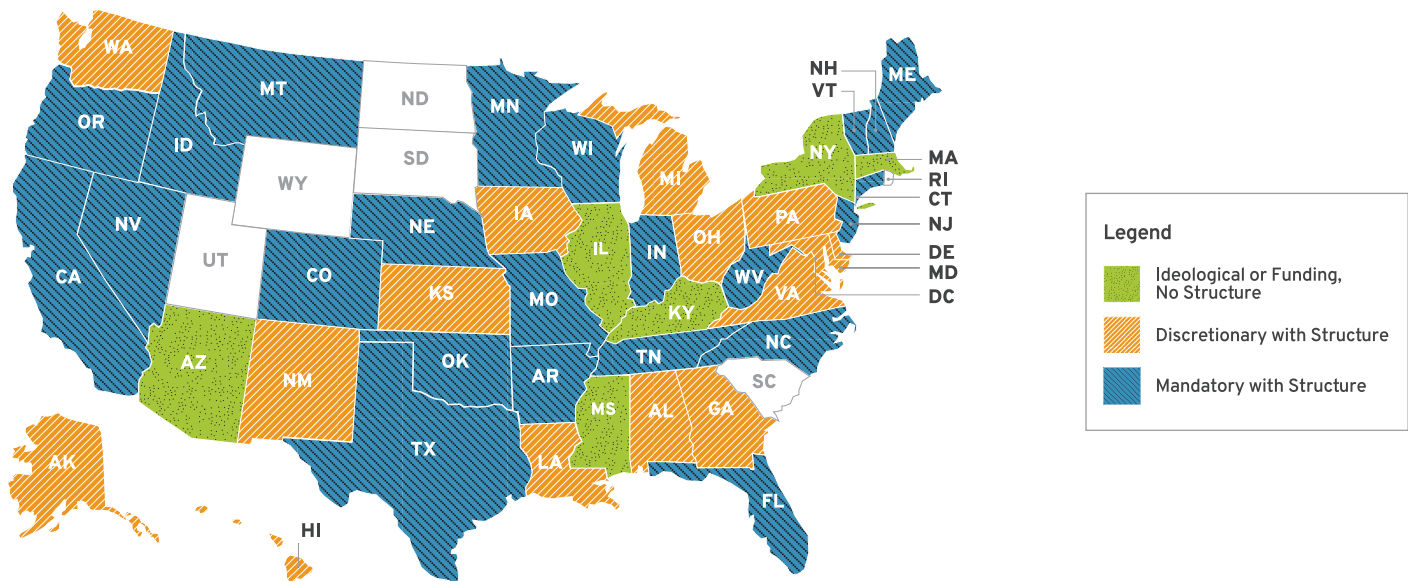 WA
MT
ND
MN
NH
ME
VT
OR
ID
SD
WI
MI
NY
MA
RI
CT
WY
NV
NE
IA
PA
NJ
UT
CO
IL
IN
OH
WV
DE
MD
DC
CA
KS
MO
KY
VA
AZ
NM
OK
AR
TN
NC
SC
TX
LA
MS
AL
GA
FL
AK
HI
Legend
Ideological or Funding,
No Structure
Discretionary with Structure
Mandatory with Structure